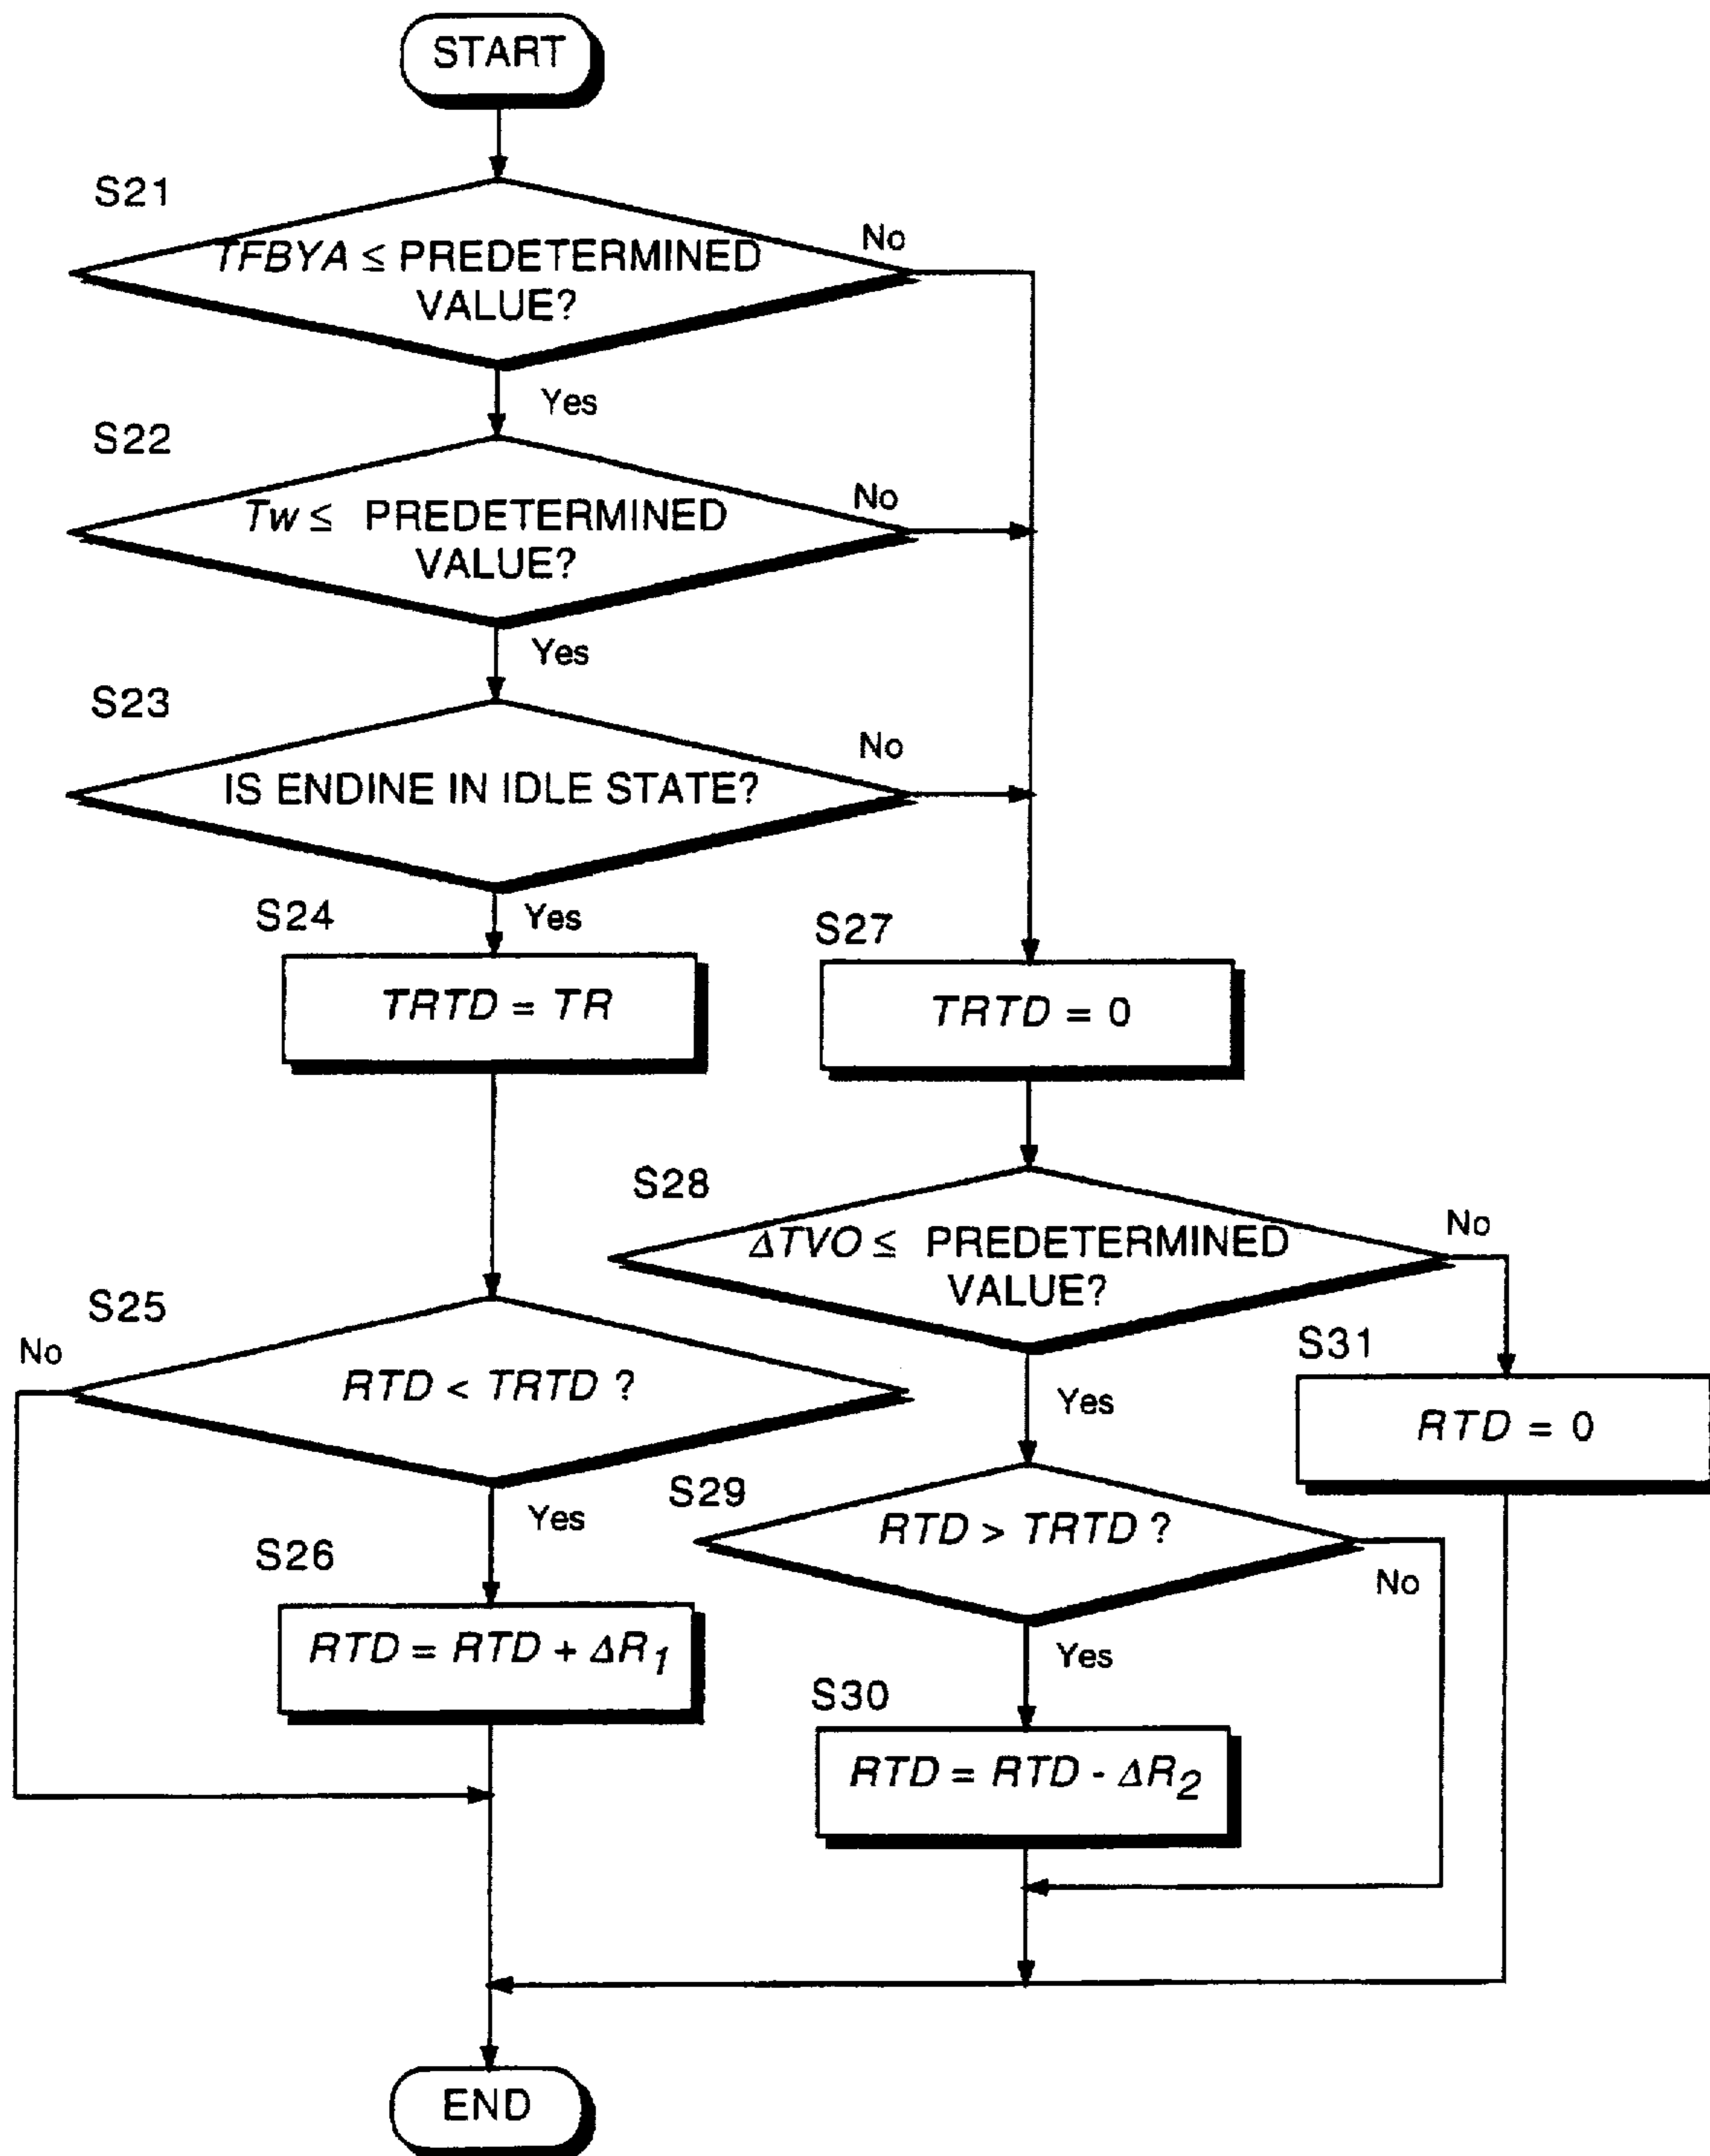 START
S21
TFBYA ≤ PREDETERMINED
VALUE?
No
Yes
S22
Tw ≤ PREDETERMINED
VALUE?
No
Yes
S23
IS ENDINE IN IDLE STATE?
No
Yes
S24
TRTD = TR
S27
TRTD = 0
S28
ΔTVO ≤ PREDETERMINED
VALUE?
No
Yes
S25
No
RTD < TRTD ?
Yes
S31
RTD = 0
S29
RTD > TRTD ?
No
Yes
S26
RTD = RTD + ΔR1
S30
RTD = RTD - ΔR2
END